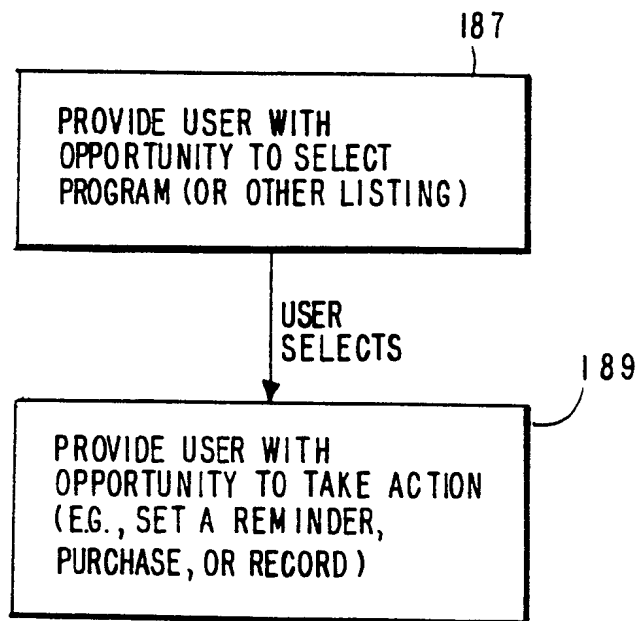 187
PROVIDE USER WITH
OPPORTUNITY TO SELECT
PROGRAM (OR OTHER LISTING)
USER
SELECTS
189
PROVIDE USER WITH
OPPORTUNITY TO TAKE ACTION
(E.G., SET A REMINDER,
PURCHASE, OR RECORD)